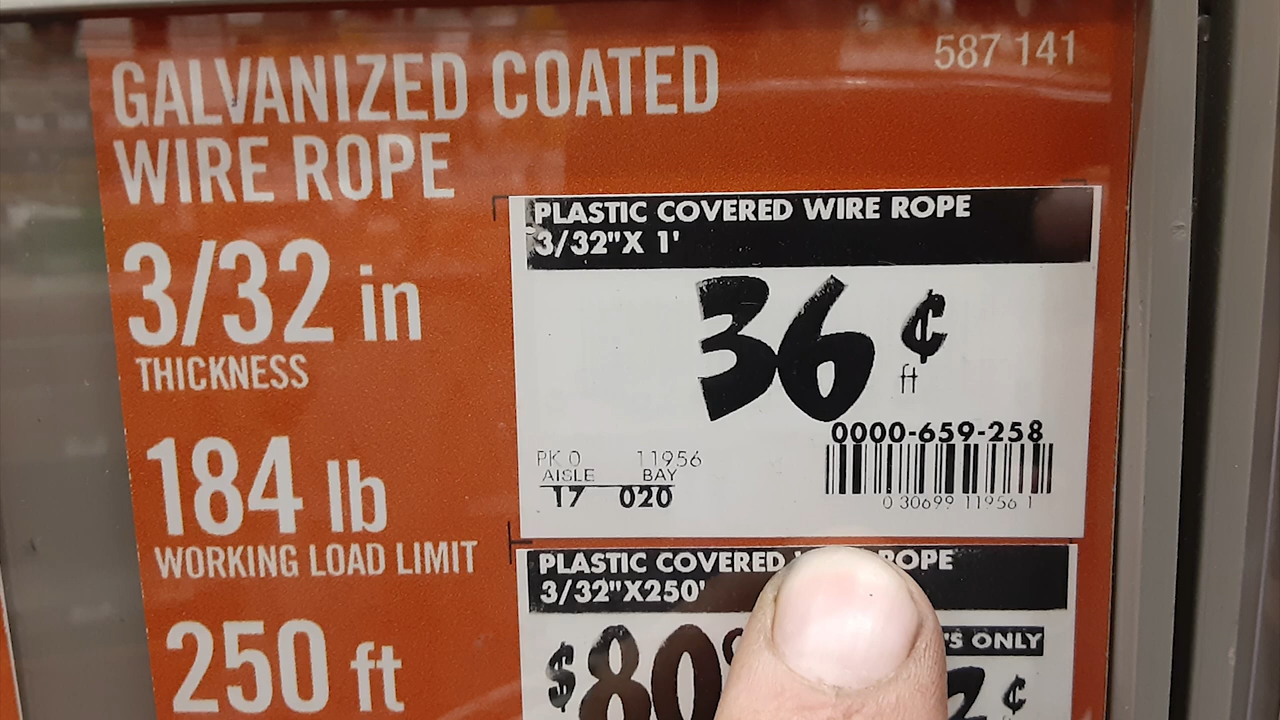 587 141
GALVANIZED COATED
WIRE ROPE
3/32 in
THICKNESS
184 lb
WORKING LOAD LIMIT
250 ft
PLASTIC COVERED WIRE ROPE
3/32"X 1'
36 ¢
ft
0000-659-258
PK 0 11956
AISLE BAY
17 020
0 30699 11956 1
PLASTIC COVERED ROPE
3/32"X250'
'S ONLY
$80
¢